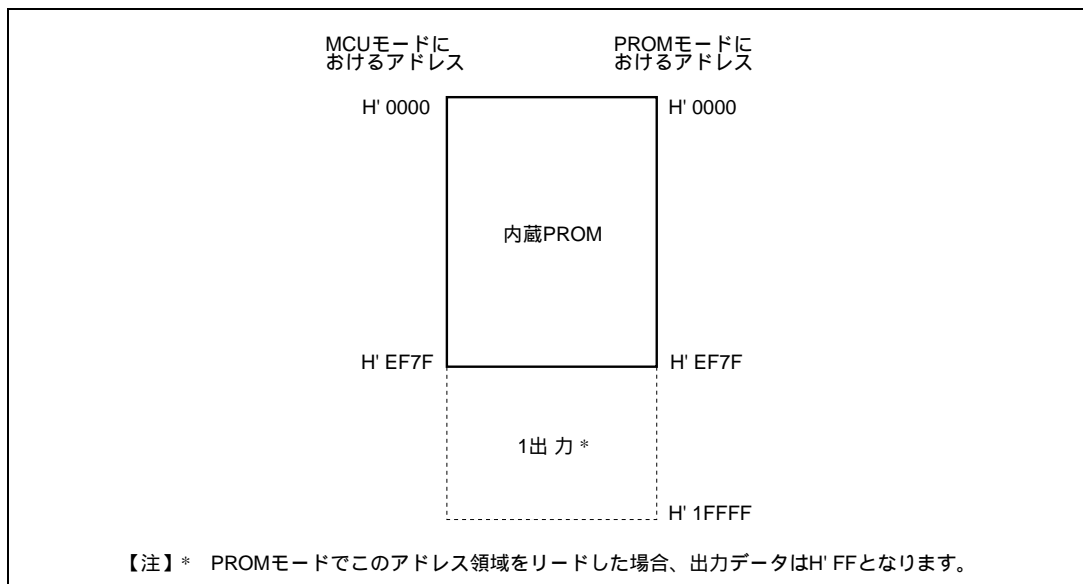 MCUモードに
おけるアドレス
PROMモードに
おけるアドレス
H' 0000
H' 0000
内蔵PROM
H' EF7F
H' EF7F
1出 力 *
H' 1FFFF
【注】* PROMモードでこのアドレス領域をリードした場合、出力データはH' FFとなります。